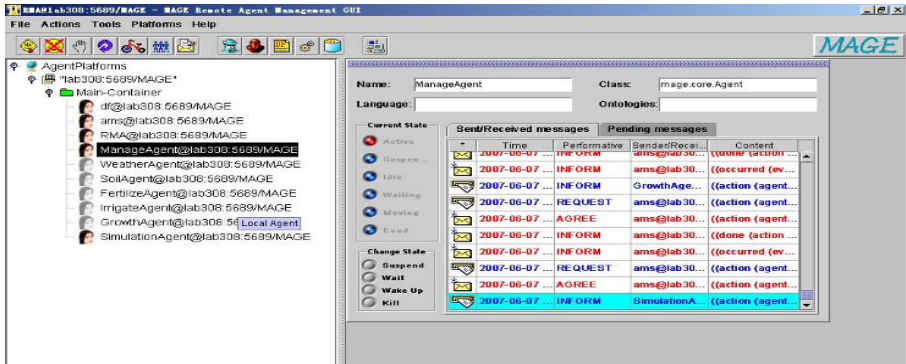 RMA@lab308:5689/MAGE - MAGE Remote Agent Management GUI
File Actions Tools Platforms Help
MAGE
AgentPlatforms
"lab308:5689/MAGE"
Main-Container
df@lab308:5689/MAGE
ams@lab308:5689/MAGE
RMA@lab308:5689/MAGE
ManageAgent@lab308:5689/MAGE
WeatherAgent@lab308:5689/MAGE
SoilAgent@lab308:5689/MAGE
FertilizeAgent@lab308:5689/MAGE
IrrigateAgent@lab308:5689/MAGE
GrowthAgent@lab308:56 Local Agent
SimulationAgent@lab308:5689/MAGE
Name: ManageAgent Class: mage.core.Agent
Language: Ontologies:
Current State
Active
Suspen...
Idle
Waiting
Moving
Dead
Change State
Suspend
Wait
Wake Up
Kill
Sent/Received messages Pending messages
* Time Performative Sender/Recei... Content
2007-06-07 ... INFORM ams@lab30... ((done (action ...
2007-06-07 ... INFORM ams@lab30... ((occurred (ev...
2007-06-07 ... INFORM GrowthAge... ((action (agent...
2007-06-07 ... REQUEST ams@lab30... ((action (agent...
2007-06-07 ... AGREE ams@lab30... ((action (agent...
2007-06-07 ... INFORM ams@lab30... ((done (action ...
2007-06-07 ... INFORM ams@lab30... ((occurred (ev...
2007-06-07 ... REQUEST ams@lab30... ((action (agent...
2007-06-07 ... AGREE ams@lab30... ((action (agent...
2007-06-07 ... INFORM SimulationA... ((action (agent...